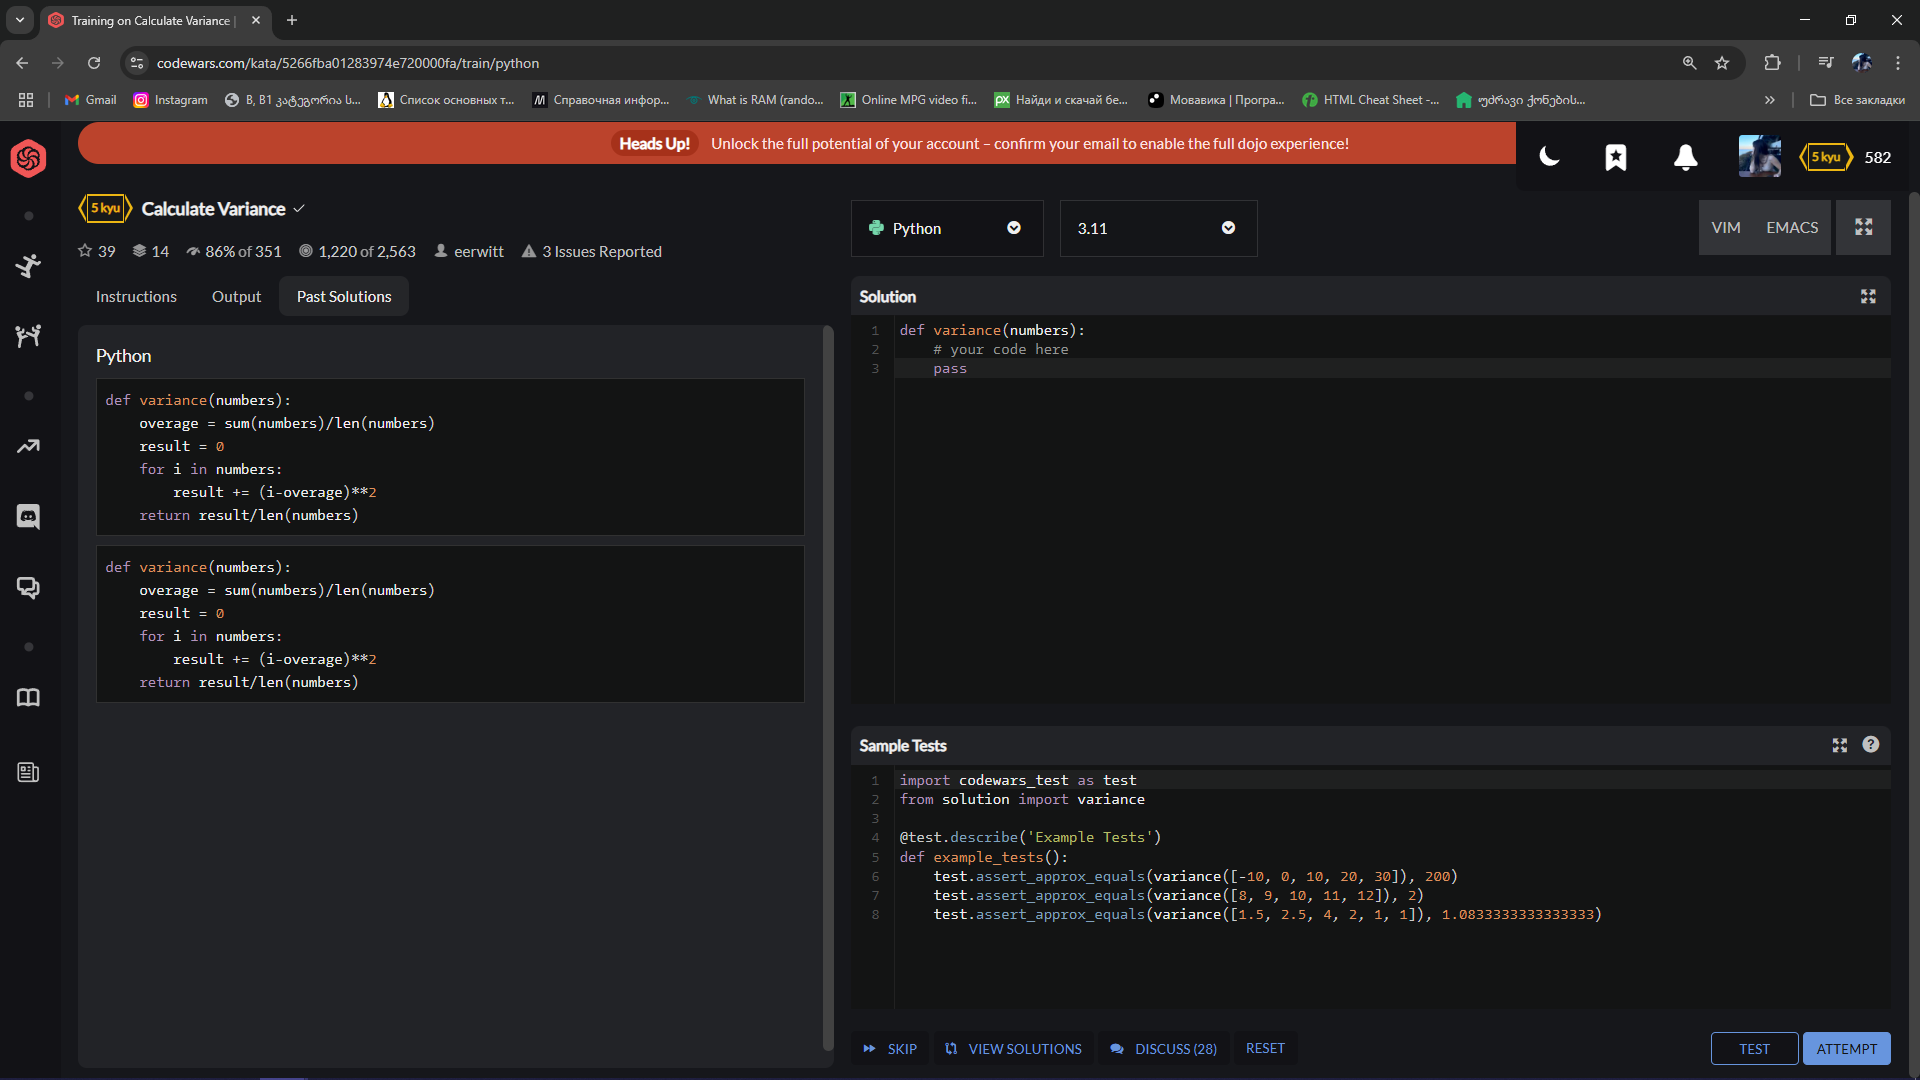 Training on Calculate Variance |
codewars.com/kata/5266fba01283974e720000fa/train/python
Gmail
Instagram
B, B1 კატეგორია ს...
Список основных т...
Справочная инфор...
What is RAM (rando...
Online MPG video fi...
Найди и скачай бе...
Мовавика | Програ...
HTML Cheat Sheet -...
უძრავი ქონების...
Все закладки
Heads Up! Unlock the full potential of your account – confirm your email to enable the full dojo experience!
5 kyu 582
5 kyu Calculate Variance
39 14 86% of 351 1,220 of 2,563 eerwitt 3 Issues Reported
Instructions Output Past Solutions
Python
def variance(numbers):
    overage = sum(numbers)/len(numbers)
    result = 0
    for i in numbers:
        result += (i-overage)**2
    return result/len(numbers)
def variance(numbers):
    overage = sum(numbers)/len(numbers)
    result = 0
    for i in numbers:
        result += (i-overage)**2
    return result/len(numbers)
Python 3.11 VIM EMACS
Solution
1 def variance(numbers):
2     # your code here
3     pass
Sample Tests
1 import codewars_test as test
2 from solution import variance
3
4 @test.describe('Example Tests')
5 def example_tests():
6     test.assert_approx_equals(variance([-10, 0, 10, 20, 30]), 200)
7     test.assert_approx_equals(variance([8, 9, 10, 11, 12]), 2)
8     test.assert_approx_equals(variance([1.5, 2.5, 4, 2, 1, 1]), 1.0833333333333333)
SKIP VIEW SOLUTIONS DISCUSS (28) RESET TEST ATTEMPT